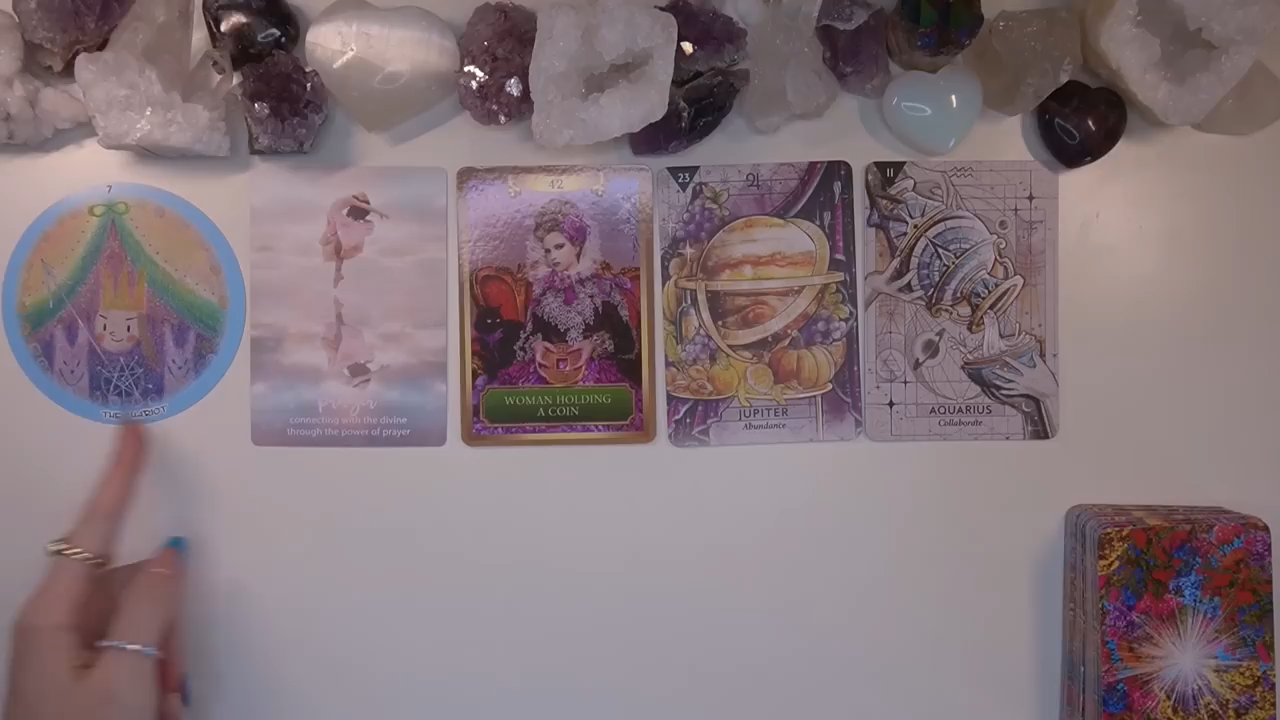 7
THE CHARIOT
Prayer
connecting with the divine
through the power of prayer
42
WOMAN HOLDING
A COIN
23
♃
JUPITER
Abundance
11
AQUARIUS
Collaborate